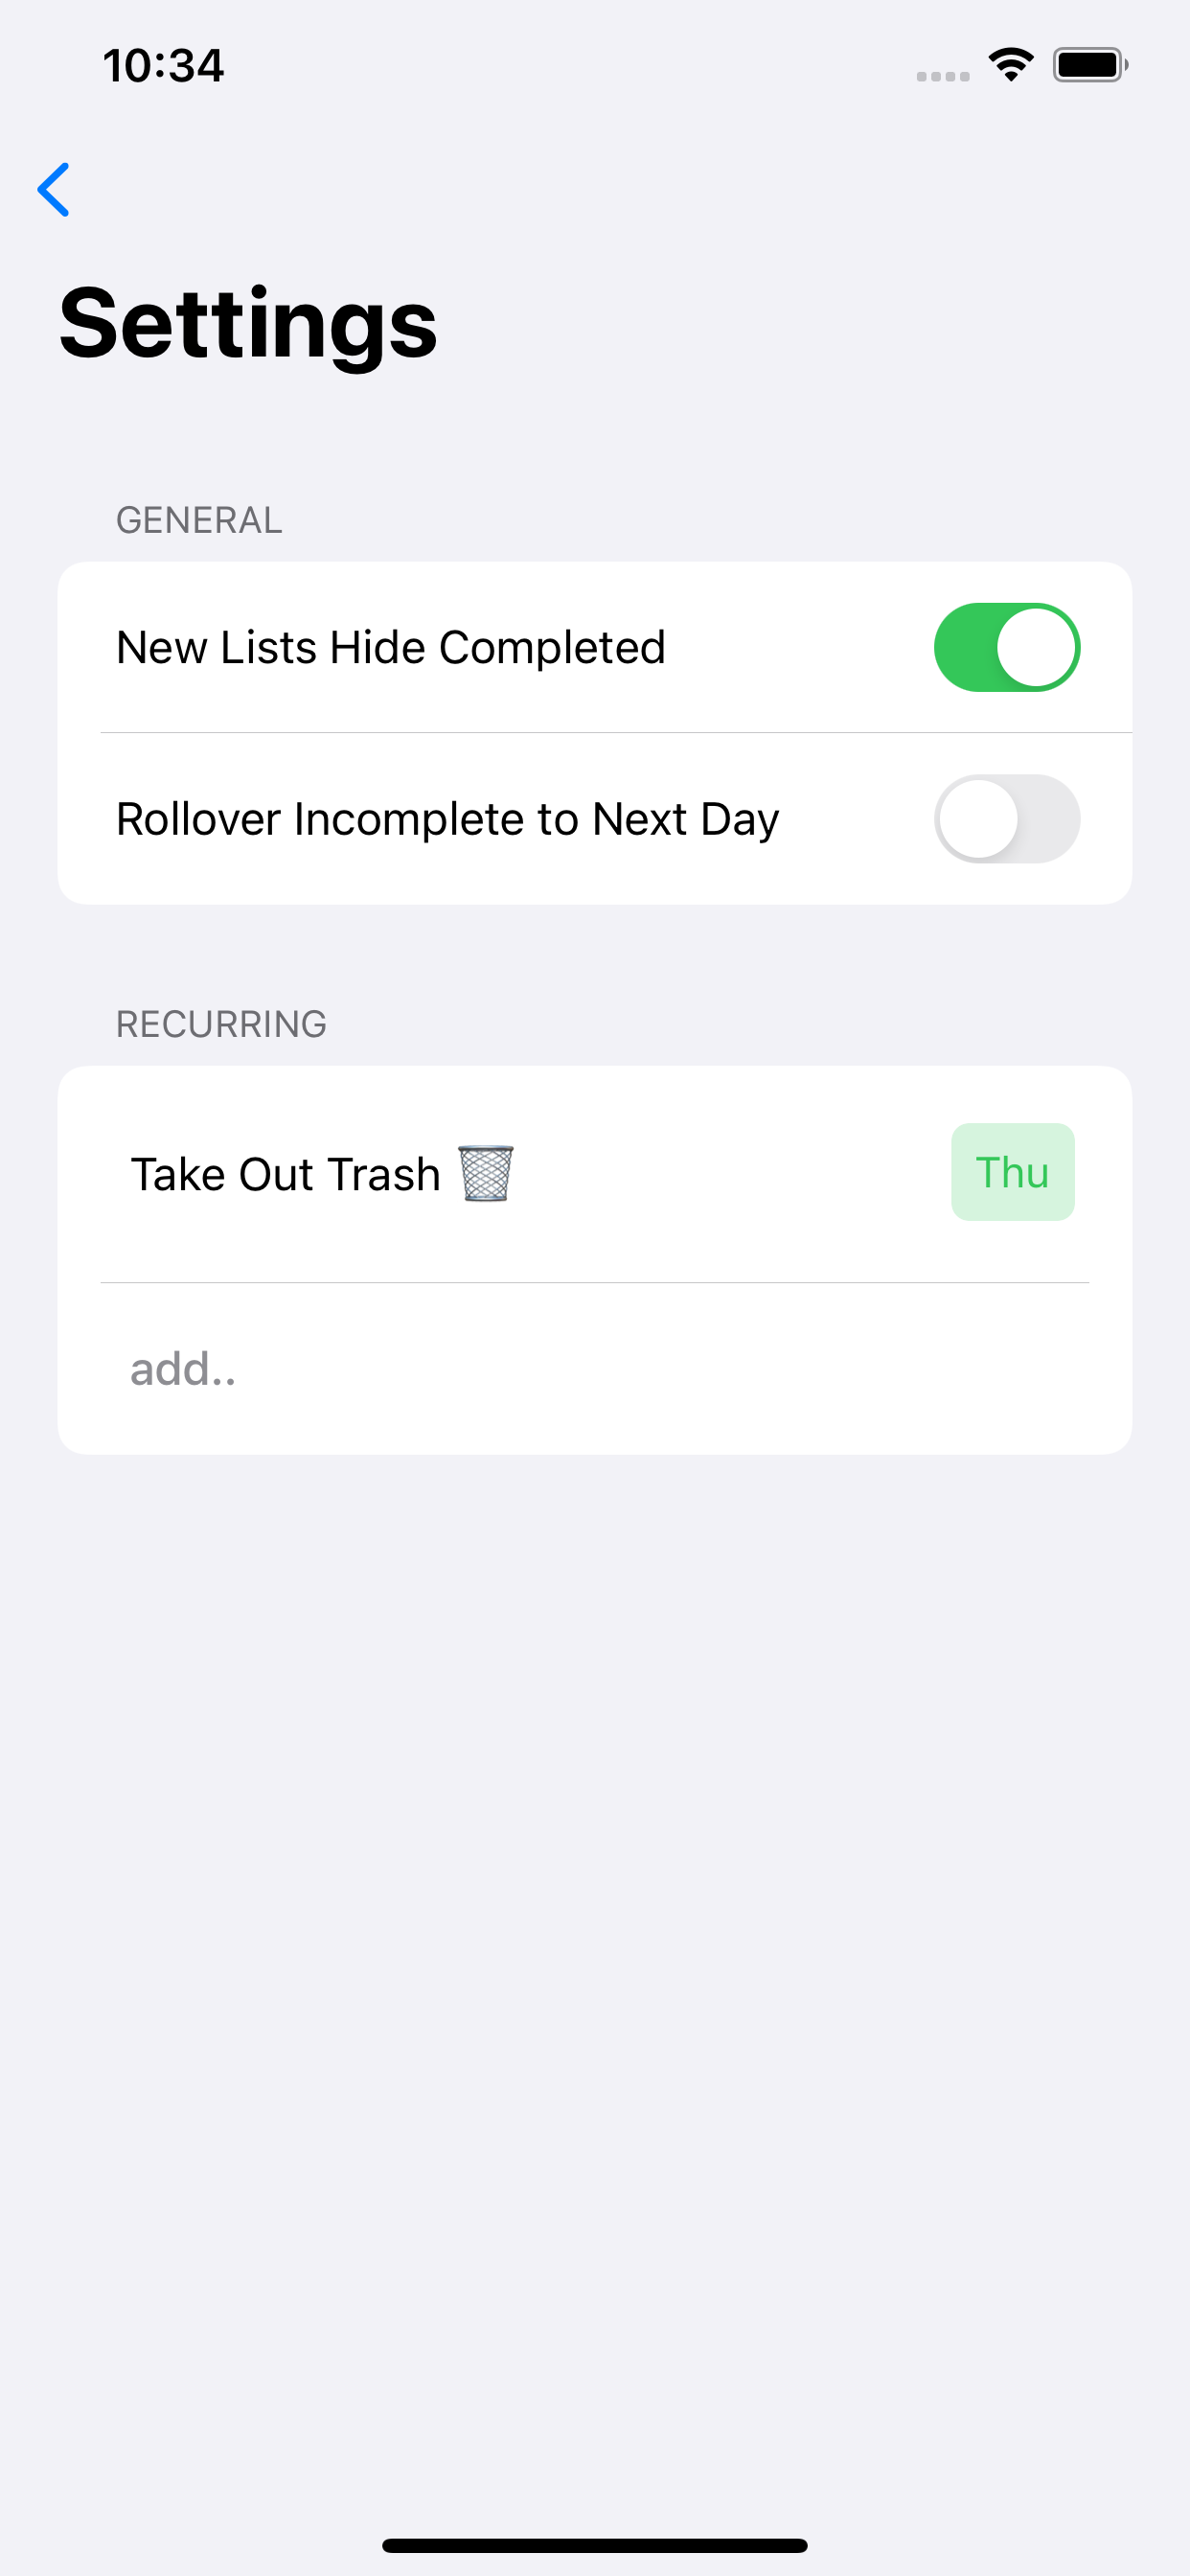 10:34
Settings
GENERAL
New Lists Hide Completed
Rollover Incomplete to Next Day
RECURRING
Take Out Trash 🗑️
Thu
add..